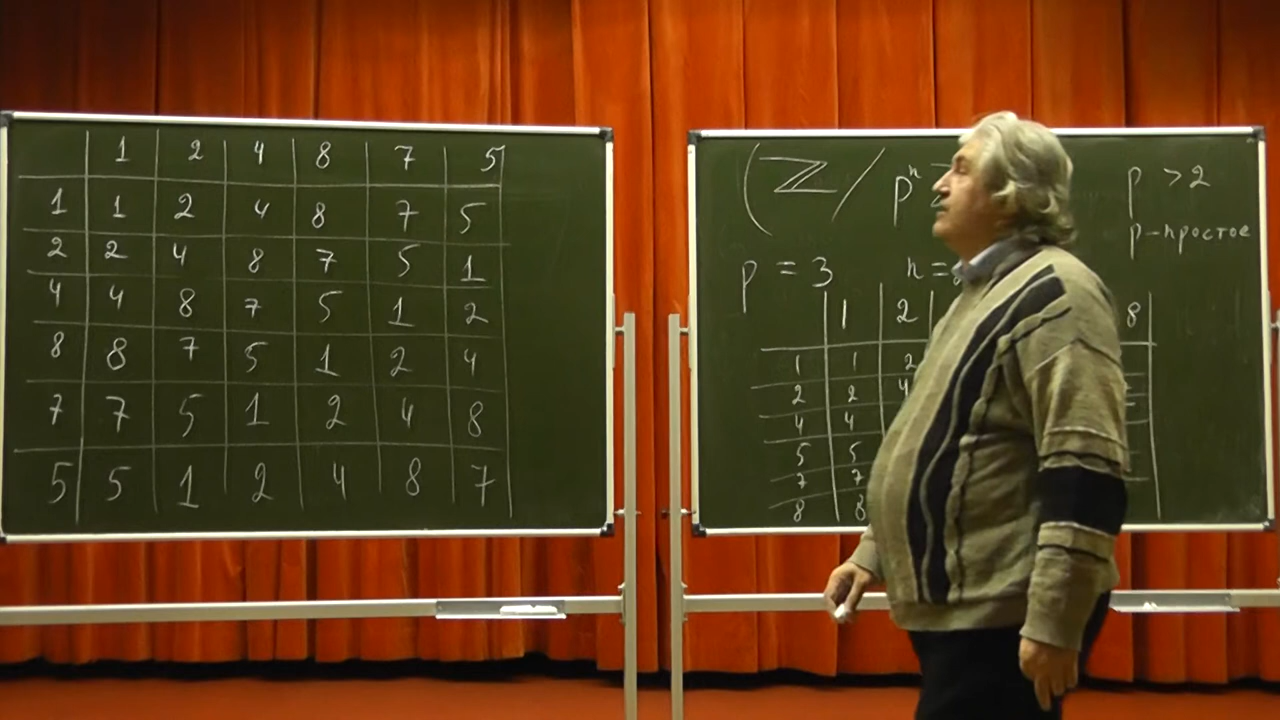 1 2 4 8 7 5
1 1 2 4 8 7 5
2 2 4 8 7 5 1
4 4 8 7 5 1 2
8 8 7 5 1 2 4
7 7 5 1 2 4 8
5 5 1 2 4 8 7
(ℤ/pⁿ p >2
p-простое
p = 3 n =
1 2 8
1 1 2
2 2 4
4 4
5 5
7 7
8 8